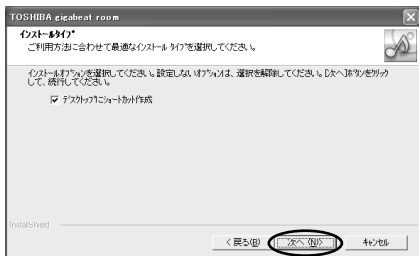 TOSHIBA gigabeat room
インストールタイプ
ご利用方法に合わせて最適なインストール タイプを選択してください。
インストールオプションを選択してください。設定しないオプションは、選択を解除してください。[次へ]ボタンをクリック
して、続行してください。
デスクトップにショートカット作成
InstallShield
< 戻る(B)
次へ(N)>
キャンセル